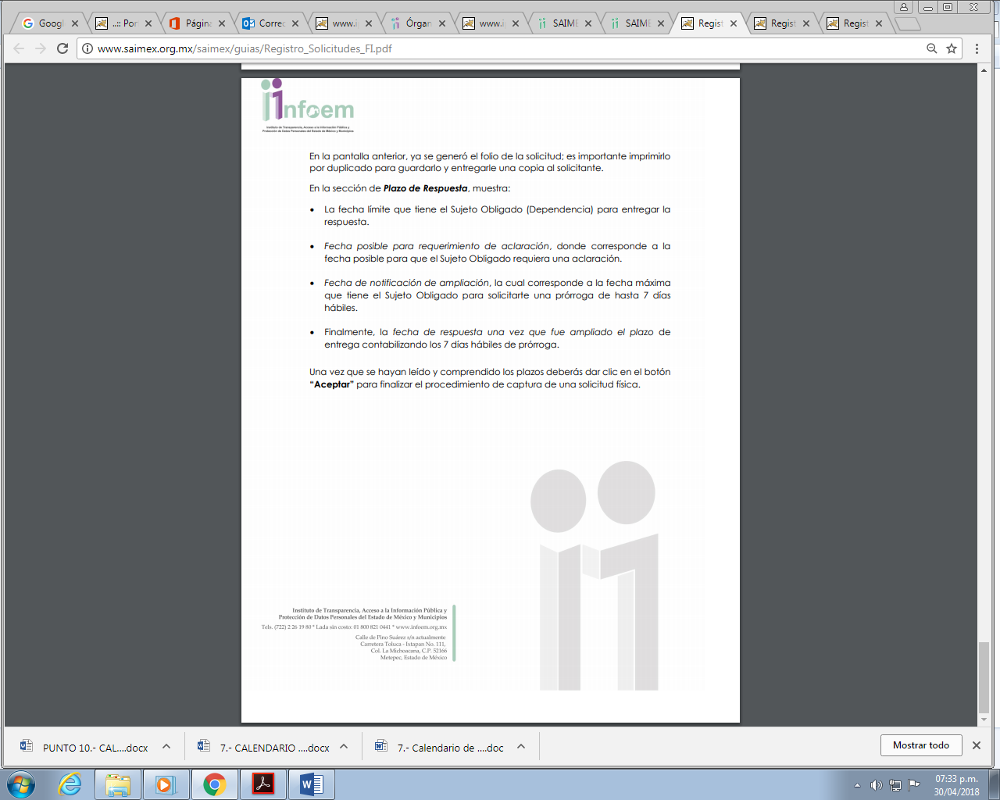 Googl
..:: Por
Página
Correo
www.i
Órgan
www.i
SAIME
SAIME
Regist
Regist
Regist
www.saimex.org.mx/saimex/guias/Registro_Solicitudes_FI.pdf
infoem
Instituto de Transparencia, Acceso a la Información Pública y
Protección de Datos Personales del Estado de México y Municipios
En la pantalla anterior, ya se generó el folio de la solicitud; es importante imprimirlo
por duplicado para guardarlo y entregarle una copia al solicitante.
En la sección de Plazo de Respuesta, muestra:
• La fecha límite que tiene el Sujeto Obligado (Dependencia) para entregar la
respuesta.
• Fecha posible para requerimiento de aclaración, donde corresponde a la
fecha posible para que el Sujeto Obligado requiera una aclaración.
• Fecha de notificación de ampliación, la cual corresponde a la fecha máxima
que tiene el Sujeto Obligado para solicitarte una prórroga de hasta 7 días
hábiles.
• Finalmente, la fecha de respuesta una vez que fue ampliado el plazo de
entrega contabilizando los 7 días hábiles de prórroga.
Una vez que se hayan leído y comprendido los plazos deberás dar clic en el botón
“Aceptar” para finalizar el procedimiento de captura de una solicitud física.
Instituto de Transparencia, Acceso a la Información Pública y
Protección de Datos Personales del Estado de México y Municipios
Tels. (722) 2 26 19 80 * Lada sin costo: 01 800 821 0441 * www.infoem.org.mx
Calle de Pino Suárez s/n actualmente
Carretera Toluca - Ixtapan No. 111,
Col. La Michoacana, C.P. 52166
Metepec, Estado de México
PUNTO 10.- CAL....docx
7.- CALENDARIO ....docx
7.- Calendario de ....doc
Mostrar todo
07:33 p.m.
30/04/2018